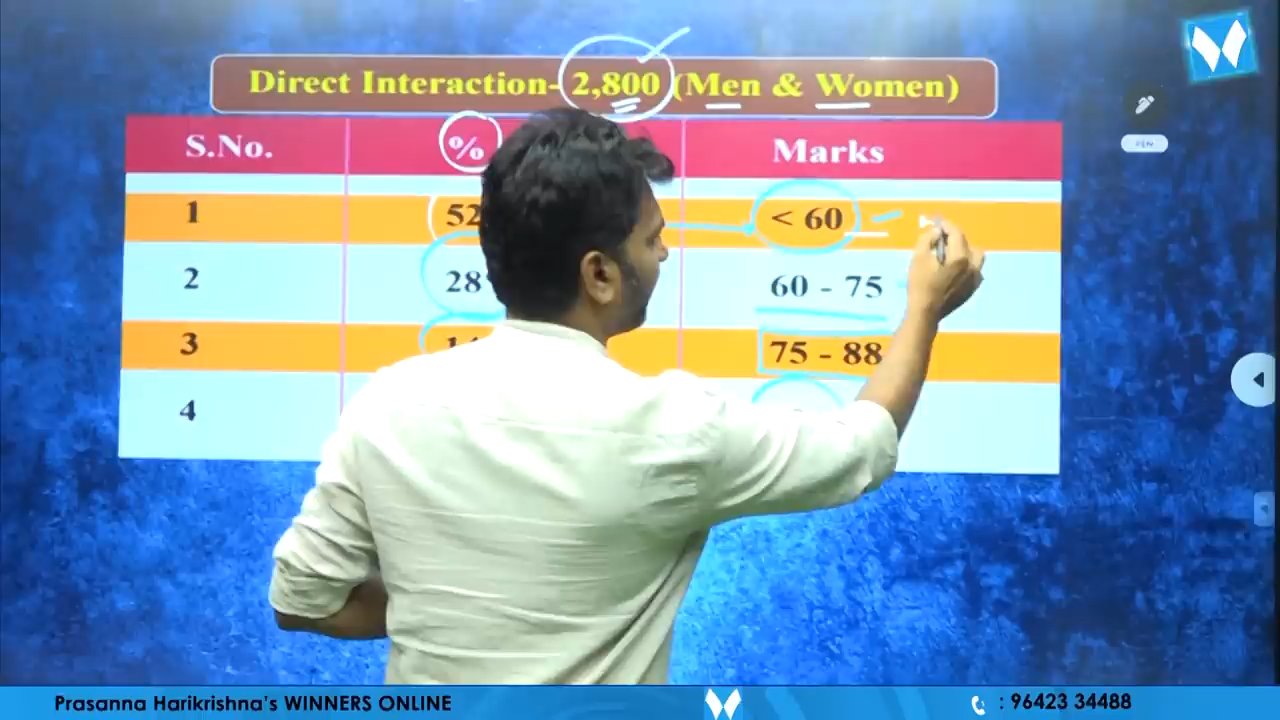 Direct Interaction- 2,800 (Men & Women)
S.No. % Marks
1 52 < 60
2 28 60 - 75
3 75 - 88
4
PEN
Prasanna Harikrishna's WINNERS ONLINE : 96423 34488